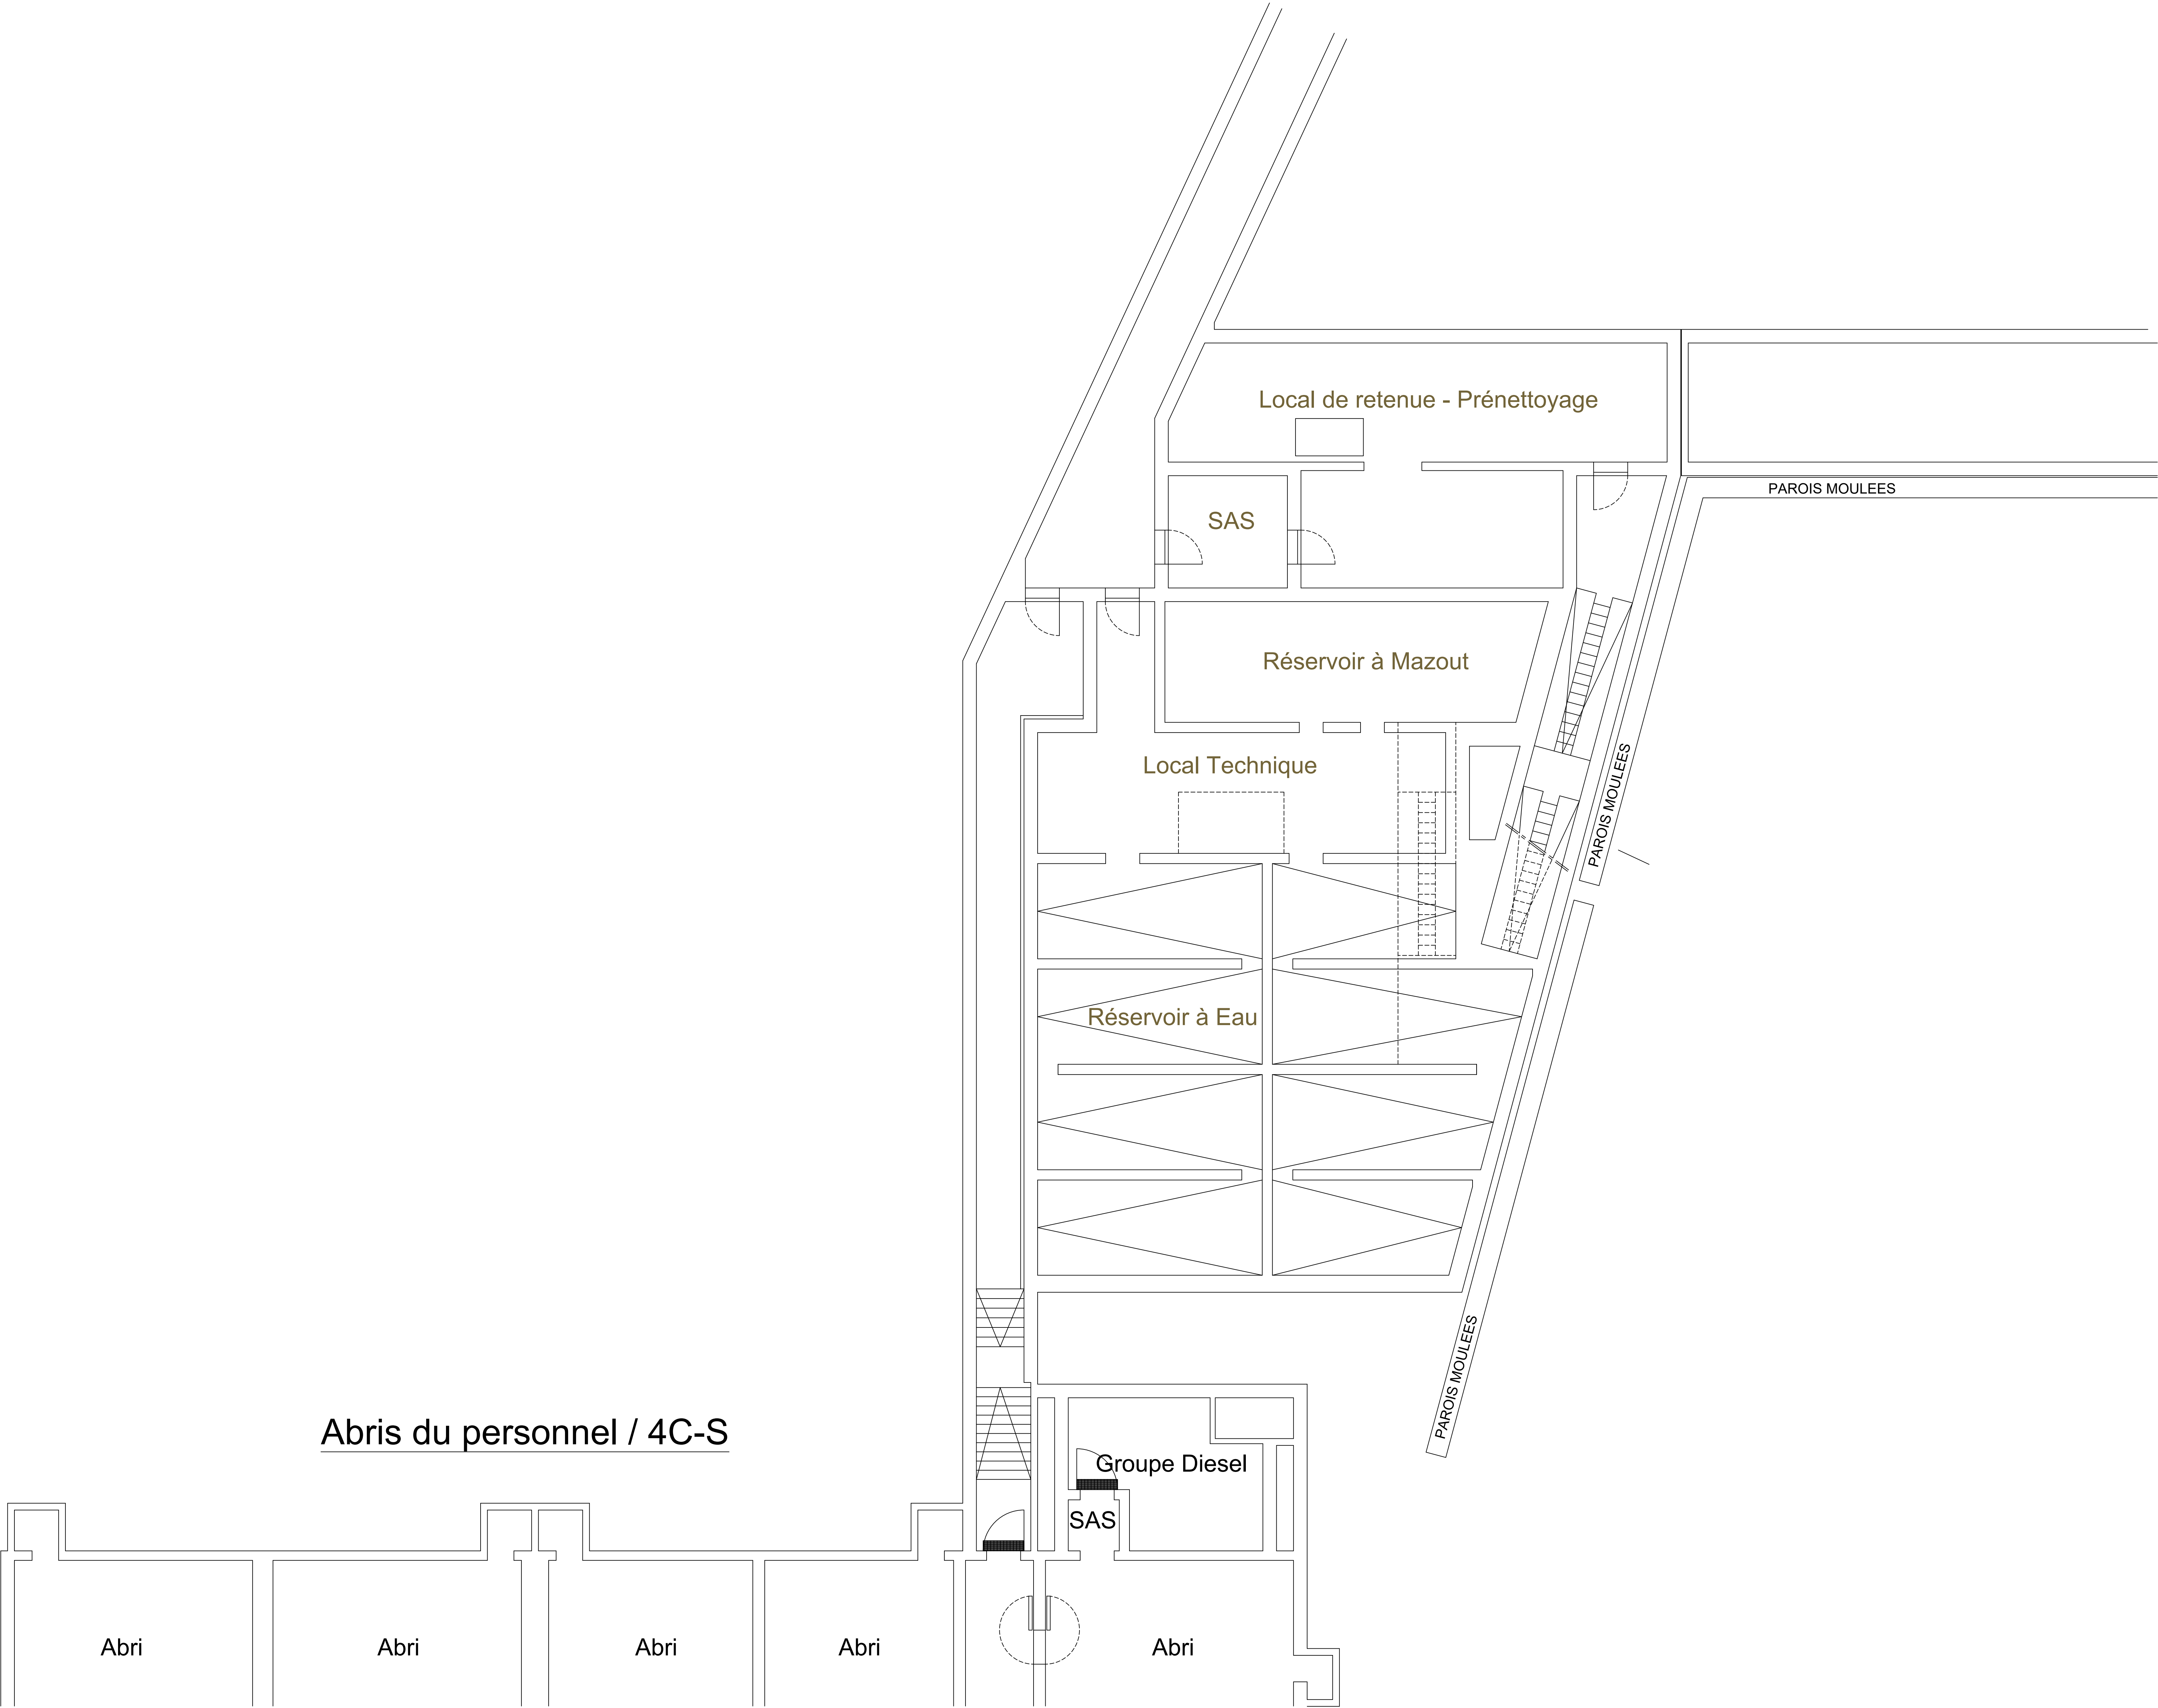 Local de retenue - Prénettoyage
PAROIS MOULEES
SAS
Réservoir à Mazout
Local Technique
PAROIS MOULEES
Réservoir à Eau
PAROIS MOULEES
Abris du personnel / 4C-S
Groupe Diesel
SAS
Abri
Abri
Abri
Abri
Abri